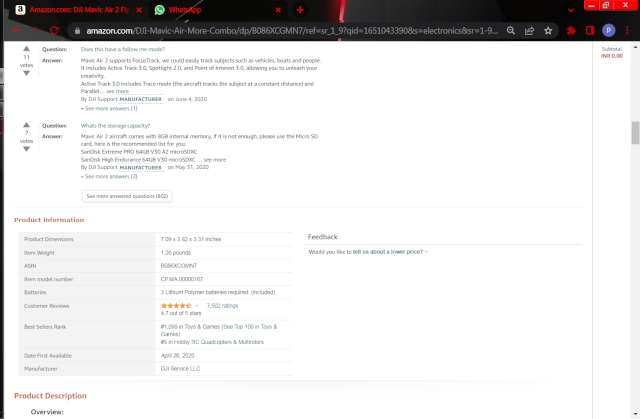 Amazon.com: DJI Mavic Air 2 Fly
WhatsApp
amazon.com/DJI-Mavic-Air-More-Combo/dp/B086XCGMN7/ref=sr_1_9?qid=1651043390&s=electronics&sr=1-9...
P
Subtotal
INR 0.00
11
votes
Question: Does this have a follow me mode?
Answer: Mavic Air 2 supports FocusTrack, we could easily track subjects such as vehicles, boats and people.
It includes Active Track 3.0, Spotlight 2.0, and Point of Interest 3.0, allowing you to unleash your
creativity.
Active Track 3.0 includes Trace mode (the aircraft tracks the subject at a constant distance) and
Parallel... see more
By DJI Support MANUFACTURER on June 4, 2020
See more answers (1)
7
votes
Question: Whats the storage capacity?
Answer: Mavic Air 2 aircraft comes with 8GB internal memory, if it is not enough, please use the Micro SD
card, here is the recommended list for you:
SanDisk Extreme PRO 64GB V30 A2 microSDXC
SanDisk High Endurance 64GB V30 microSDXC ... see more
By DJI Support MANUFACTURER on May 31, 2020
See more answers (2)
See more answered questions (802)
Product information
Product Dimensions 7.09 x 3.82 x 3.31 inches
Item Weight 1.26 pounds
ASIN B086XCGMN7
Item model number CP.MA.00000167
Batteries 3 Lithium Polymer batteries required. (included)
Customer Reviews 7,502 ratings
4.7 out of 5 stars
Best Sellers Rank #1,099 in Toys & Games (See Top 100 in Toys &
Games)
#5 in Hobby RC Quadcopters & Multirotors
Date First Available April 26, 2020
Manufacturer DJI Service LLC
Feedback
Would you like to tell us about a lower price?
Product Description
Overview: